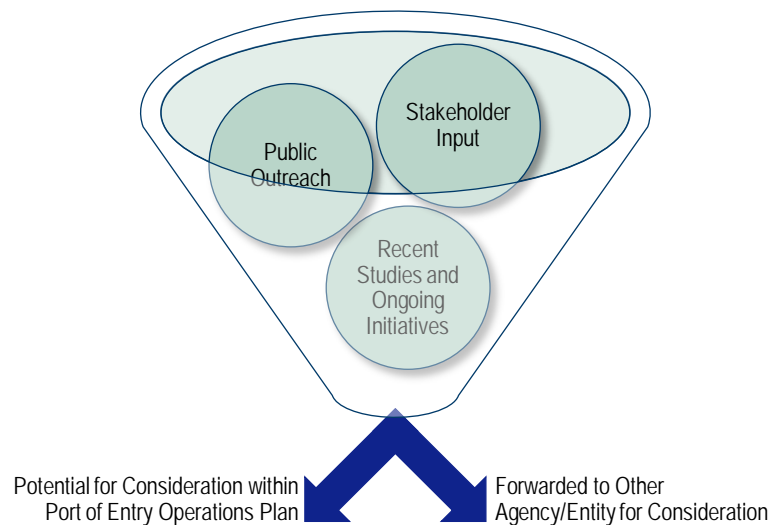 Stakeholder
Input
Public
Outreach
Recent
Studies and
Ongoing
Initiatives
Potential for Consideration within
Port of Entry Operations Plan
Forwarded to Other
Agency/Entity for Consideration